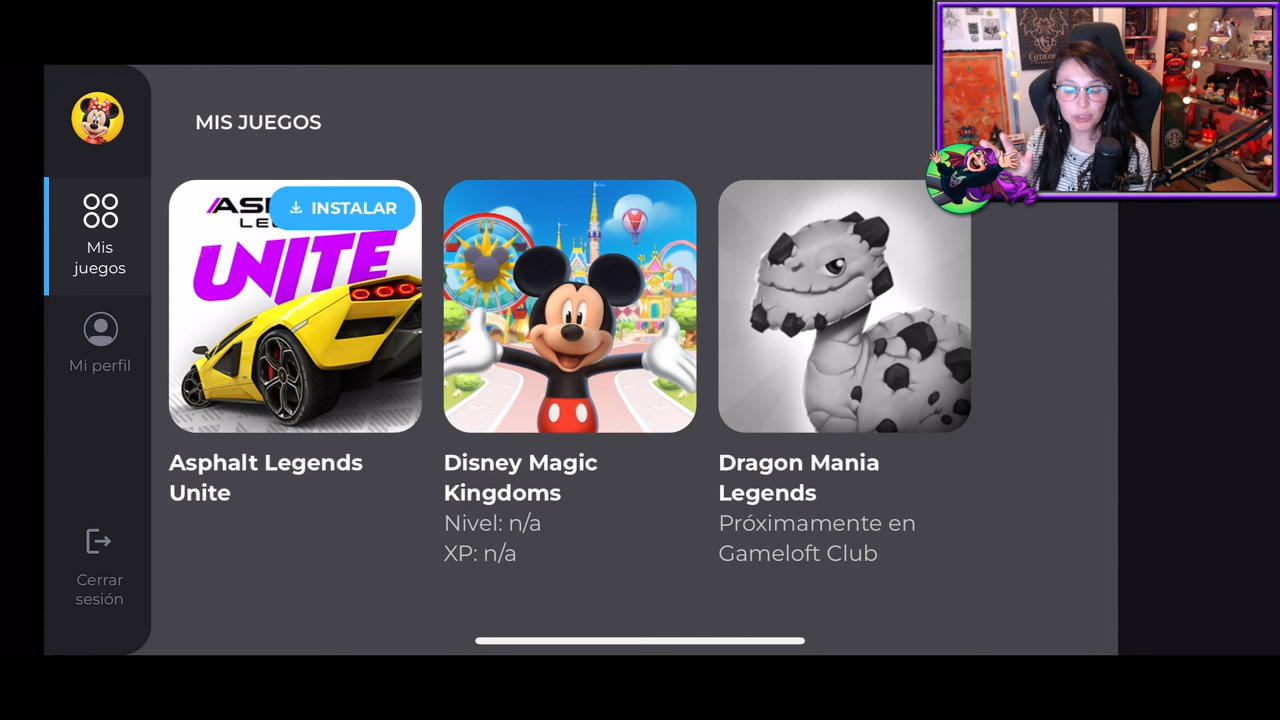 MIS JUEGOS
Mis
juegos
Mi perfil
Cerrar
sesión
INSTALAR
UNITE
Asphalt Legends
Unite
Disney Magic
Kingdoms
Nivel: n/a
XP: n/a
Dragon Mania
Legends
Próximamente en
Gameloft Club